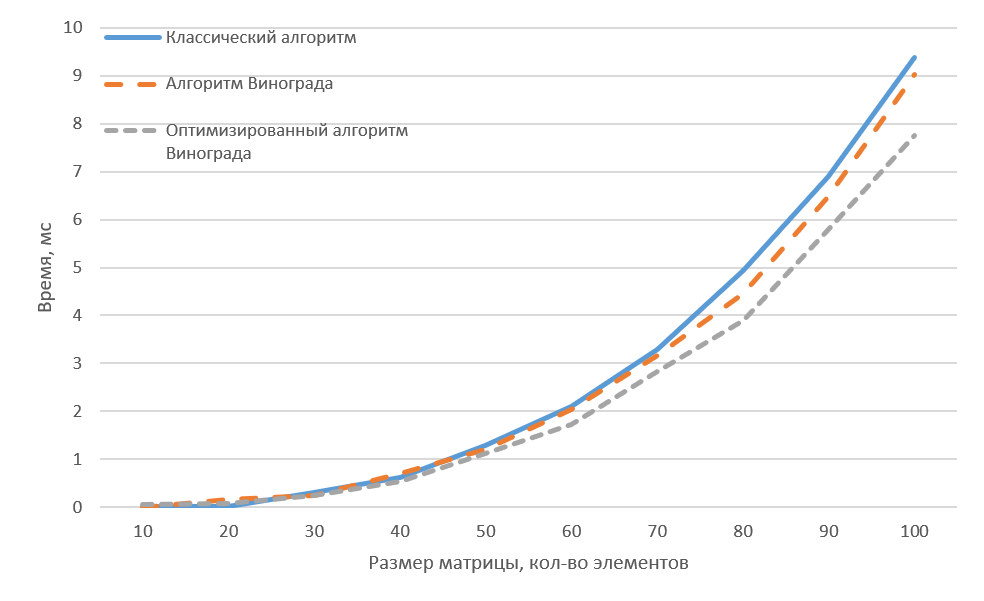 10
9
8
7
6
5
4
3
2
1
0
Время, мс
Классический алгоритм
Алгоритм Винограда
Оптимизированный алгоритм
Винограда
10 20 30 40 50 60 70 80 90 100
Размер матрицы, кол-во элементов